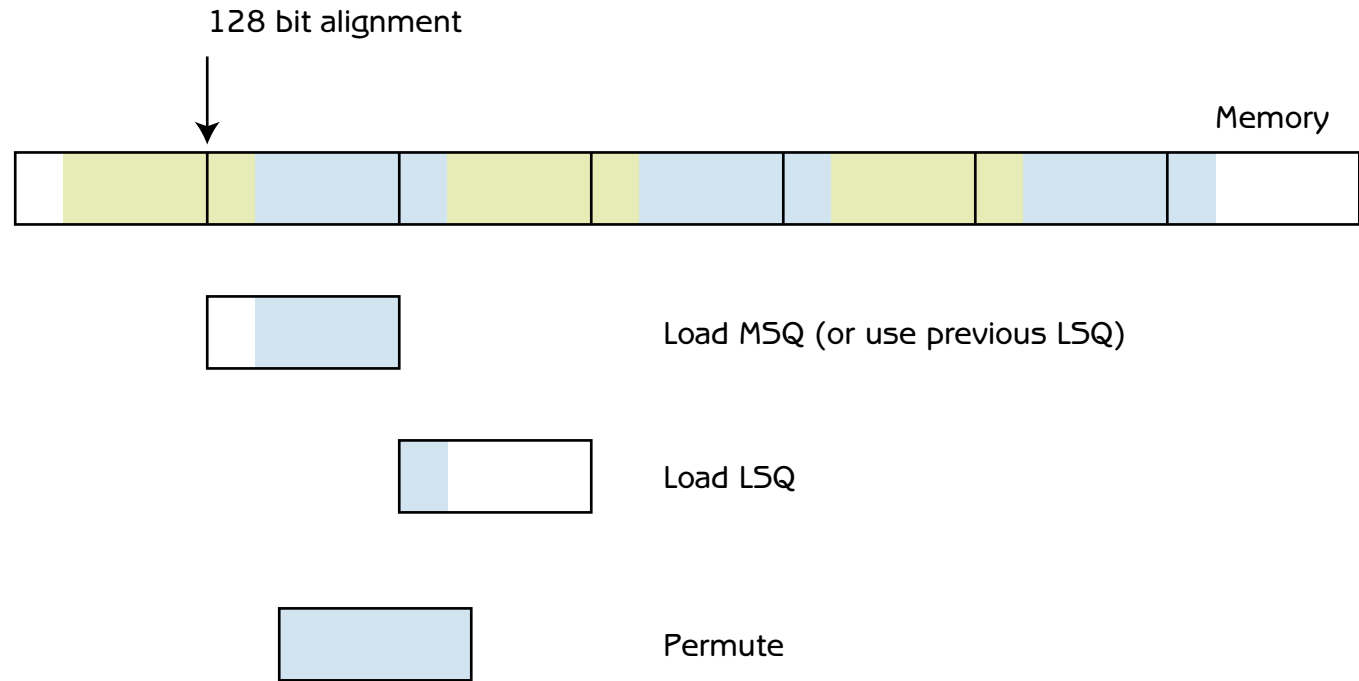 128 bit alignment
Memory
Load MSQ (or use previous LSQ)
Load LSQ
Permute